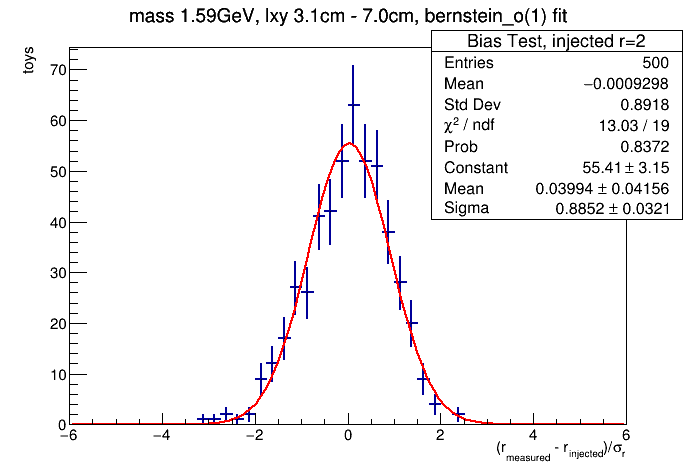 mass 1.59GeV, lxy 3.1cm - 7.0cm, bernstein_o(1) fit
Bias Test, injected r=2
Entries 500
Mean −0.0009298
Std Dev 0.8918
χ² / ndf 13.03 / 19
Prob 0.8372
Constant 55.41 ± 3.15
Mean 0.03994 ± 0.04156
Sigma 0.8852 ± 0.0321
toys
70
60
50
40
30
20
10
0
−6 −4 −2 0 2 4 6
(r_measured - r_injected)/σ_r